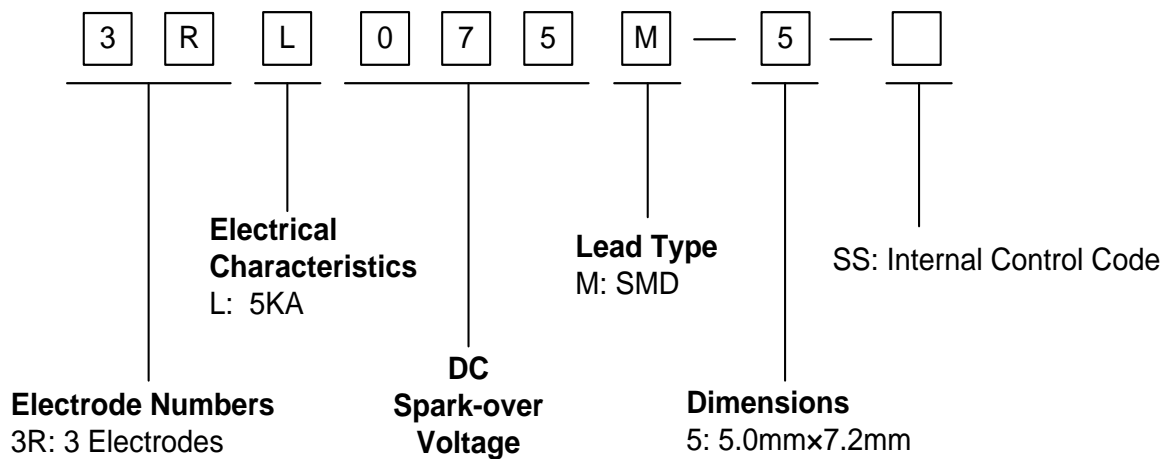 3 R L 0 7 5 M — 5 —
Electrical
Characteristics
L: 5KA
Lead Type
M: SMD
SS: Internal Control Code
Electrode Numbers
3R: 3 Electrodes
DC
Spark-over
Voltage
Dimensions
5: 5.0mm×7.2mm